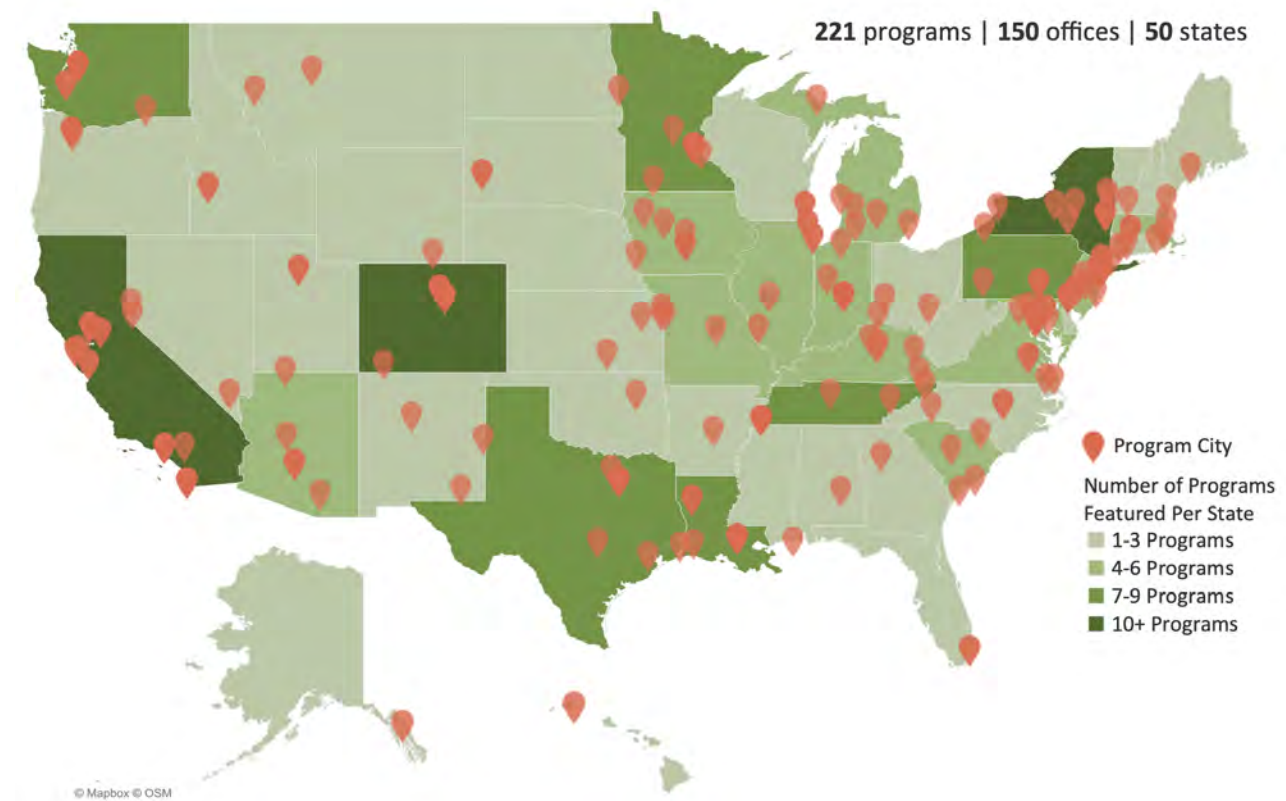 221 programs | 150 offices | 50 states
Program City
Number of Programs
Featured Per State
1-3 Programs
4-6 Programs
7-9 Programs
10+ Programs
© Mapbox © OSM